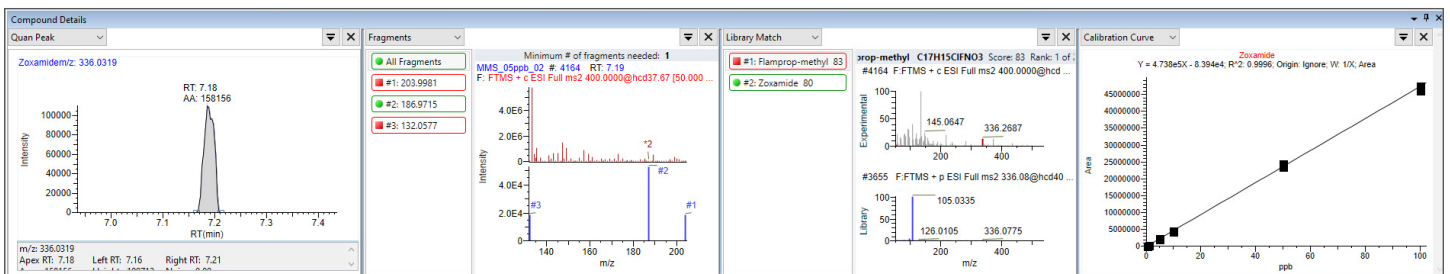 Compound Details
Quan Peak
Zoxamidem/z: 336.0319
RT: 7.18
AA: 158156
Intensity
100000
80000
60000
40000
20000
0
7.0 7.1 7.2 7.3 7.4
RT(min)
m/z: 336.0319
Apex RT: 7.18 Left RT: 7.16 Right RT: 7.21
Fragments
All Fragments
#1: 203.9981
#2: 186.9715
#3: 132.0577
Minimum # of fragments needed: 1
MMS_05ppb_02 #: 4164 RT: 7.19
F: FTMS + c ESI Full ms2 400.0000@hcd37.67 [50.000 ...
Intensity
4.0E6
2.0E6
0.0E0
*2
4.0E4
2.0E4
0.0E0
#3
#2
#1
140 160 180 200
m/z
Library Match
#1: Flamprop-methyl 83
#2: Zoxamide 80
prop-methyl C17H15ClFNO3 Score: 83 Rank: 1 of
#4164 F:FTMS + c ESI Full ms2 400.0000@hcd ...
Experimental
100
50
0
145.0647
336.2687
200 400
#3655 F:FTMS + p ESI Full ms2 336.08@hcd40 ...
Library
100
50
0
105.0335
126.0105
336.0775
200 400
m/z
Calibration Curve
Zoxamide
Y = 4.738e5X - 8.394e4; R^2: 0.9996; Origin: Ignore; W: 1/X; Area
Area
45000000
40000000
35000000
30000000
25000000
20000000
15000000
10000000
5000000
0
0 20 40 60 80 100
ppb